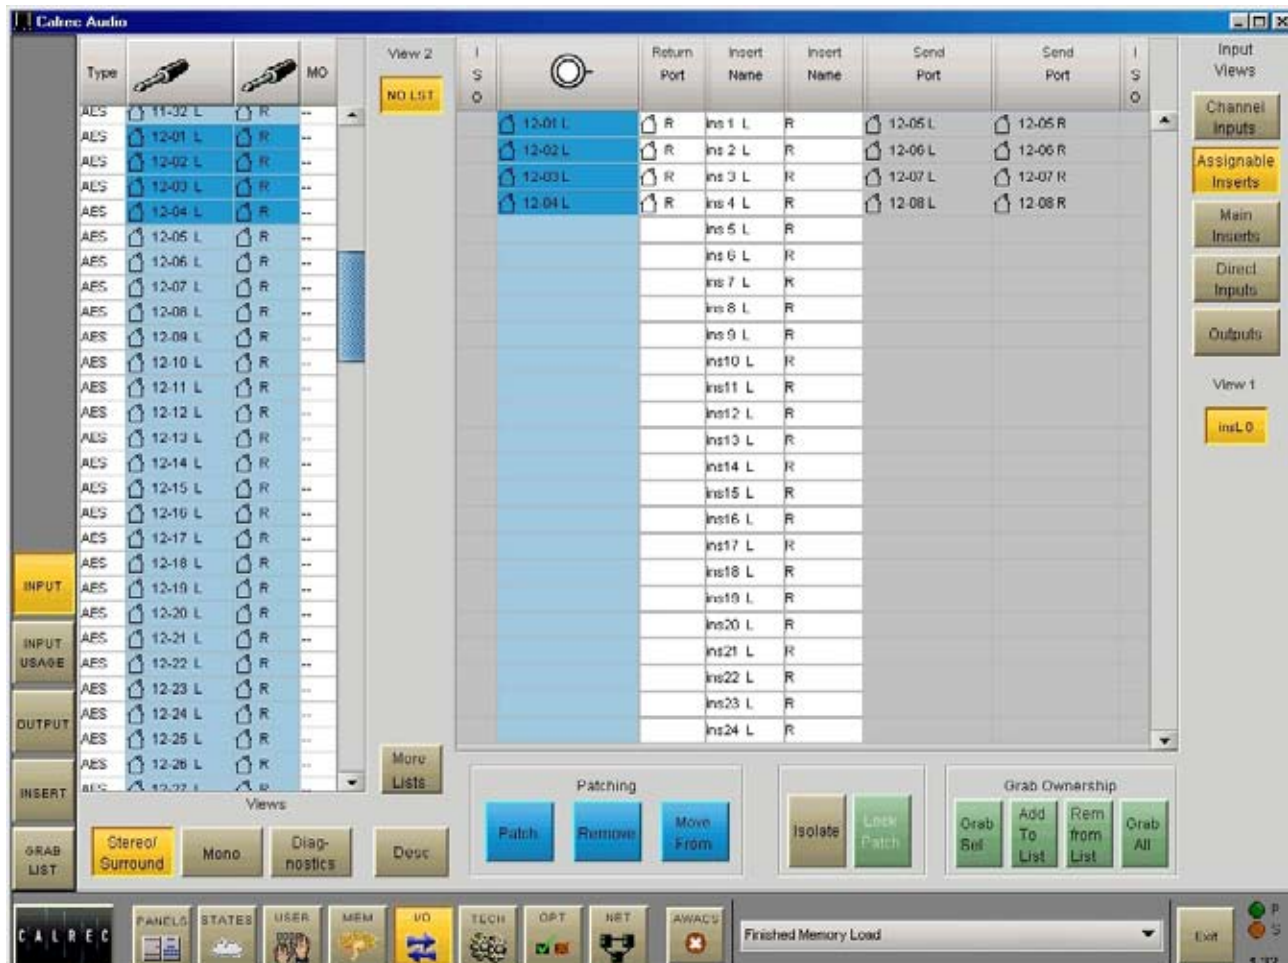 Calrec Audio
Type
MO
AES 11-32 L R --
AES 12-01 L R --
AES 12-02 L R --
AES 12-03 L R --
AES 12-04 L R --
AES 12-05 L R --
AES 12-06 L R --
AES 12-07 L R --
AES 12-08 L R --
AES 12-09 L R --
AES 12-10 L R --
AES 12-11 L R --
AES 12-12 L R --
AES 12-13 L R --
AES 12-14 L R --
AES 12-15 L R --
AES 12-16 L R --
AES 12-17 L R --
AES 12-18 L R --
AES 12-19 L R --
AES 12-20 L R --
AES 12-21 L R --
AES 12-22 L R --
AES 12-23 L R --
AES 12-24 L R --
AES 12-25 L R --
AES 12-26 L R --
AES 12-27 L R --
View 2
NO LST
More
Lists
I
S
O
Return
Port
Insert
Name
Insert
Name
Send
Port
Send
Port
I
S
O
12-01 L R ins 1 L R 12-05 L 12-05 R
12-02 L R ins 2 L R 12-06 L 12-06 R
12-03 L R ins 3 L R 12-07 L 12-07 R
12-04 L R ins 4 L R 12-08 L 12-08 R
ins 5 L R
ins 6 L R
ins 7 L R
ins 8 L R
ins 9 L R
ins10 L R
ins11 L R
ins12 L R
ins13 L R
ins14 L R
ins15 L R
ins16 L R
ins17 L R
ins18 L R
ins19 L R
ins20 L R
ins21 L R
ins22 L R
ins23 L R
ins24 L R
Input
Views
Channel
Inputs
Assignable
Inserts
Main
Inserts
Direct
Inputs
Outputs
View 1
insL 0
INPUT
INPUT
USAGE
OUTPUT
INSERT
GRAB
LIST
Views
Stereo/
Surround
Mono
Diag-
nostics
Desc
Patching
Patch
Remove
Move
From
Isolate
Lock
Patch
Grab Ownership
Grab
Sel
Add
To
List
Rem
from
List
Grab
All
CALREC
PANELS
STATES
USER
MEM
I/O
TECH
OPT
NET
AWACS
Finished Memory Load
Exit
P
S